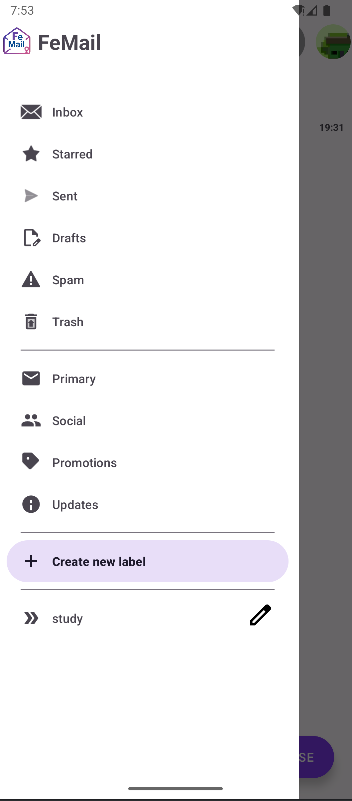 7:53
Fe
Mail
FeMail
19:31
Inbox
Starred
Sent
Drafts
Spam
Trash
Primary
Social
Promotions
Updates
Create new label
study
SE